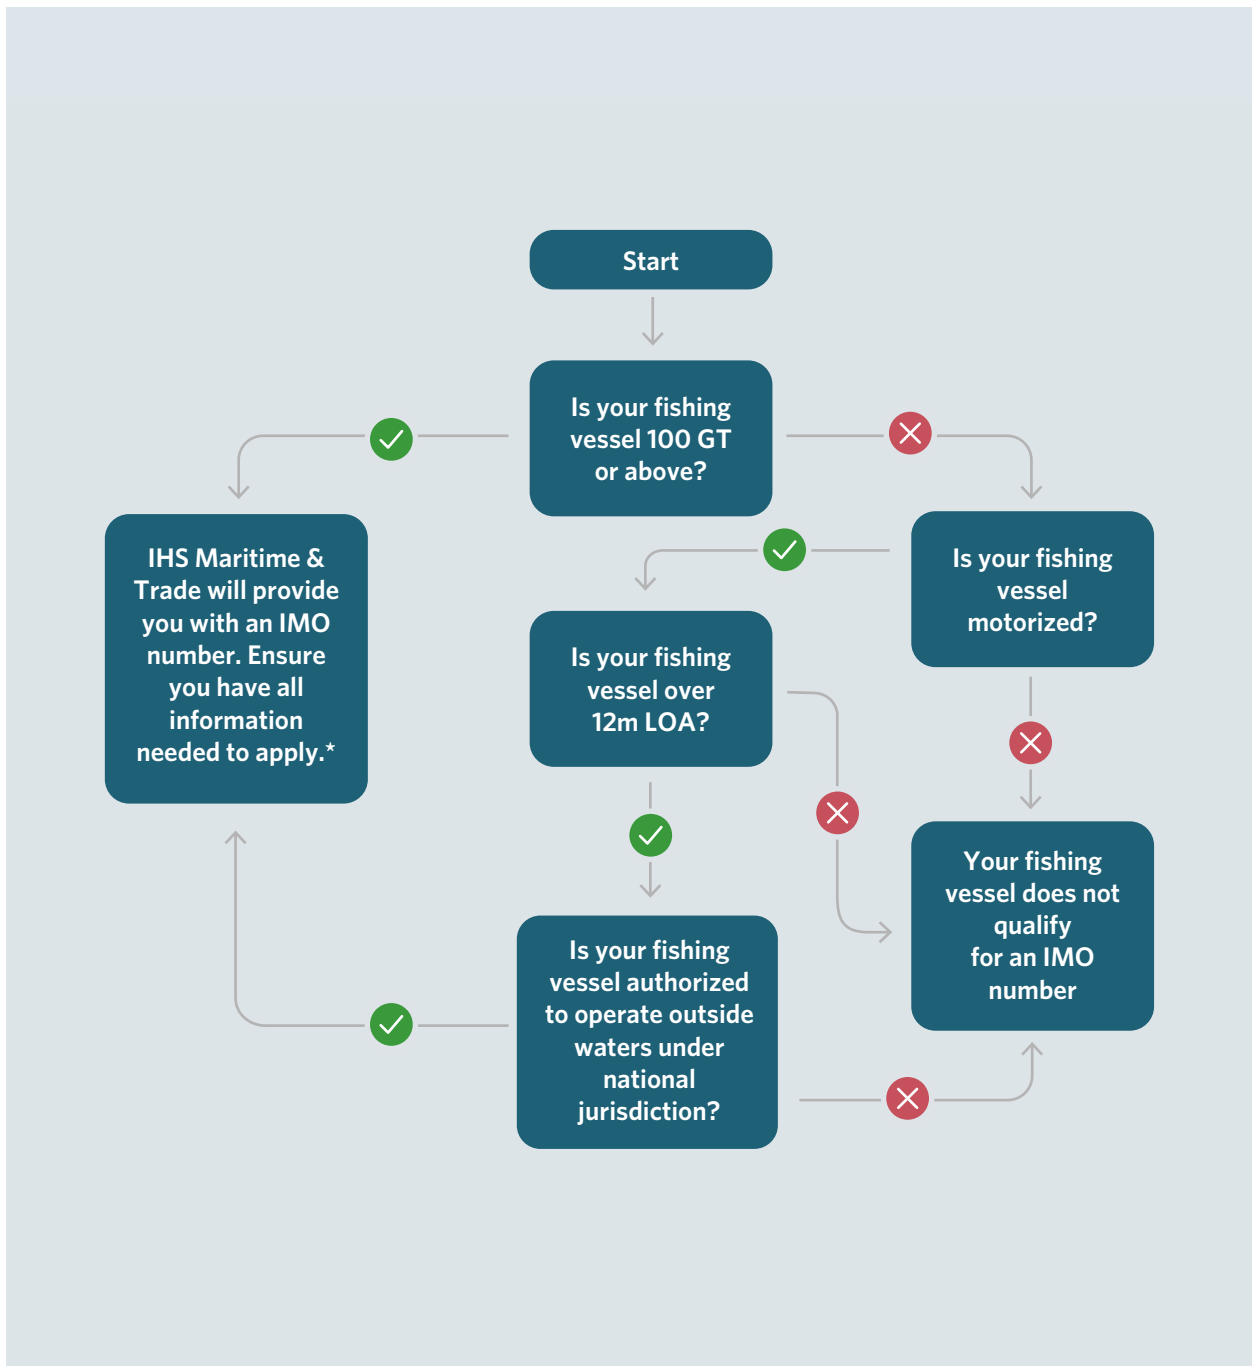 Start
Is your fishing
vessel 100 GT
or above?
IHS Maritime &
Trade will provide
you with an IMO
number. Ensure
you have all
information
needed to apply.*
Is your fishing
vessel
motorized?
Is your fishing
vessel over
12m LOA?
Your fishing
vessel does not
qualify
for an IMO
number
Is your fishing
vessel authorized
to operate outside
waters under
national
jurisdiction?